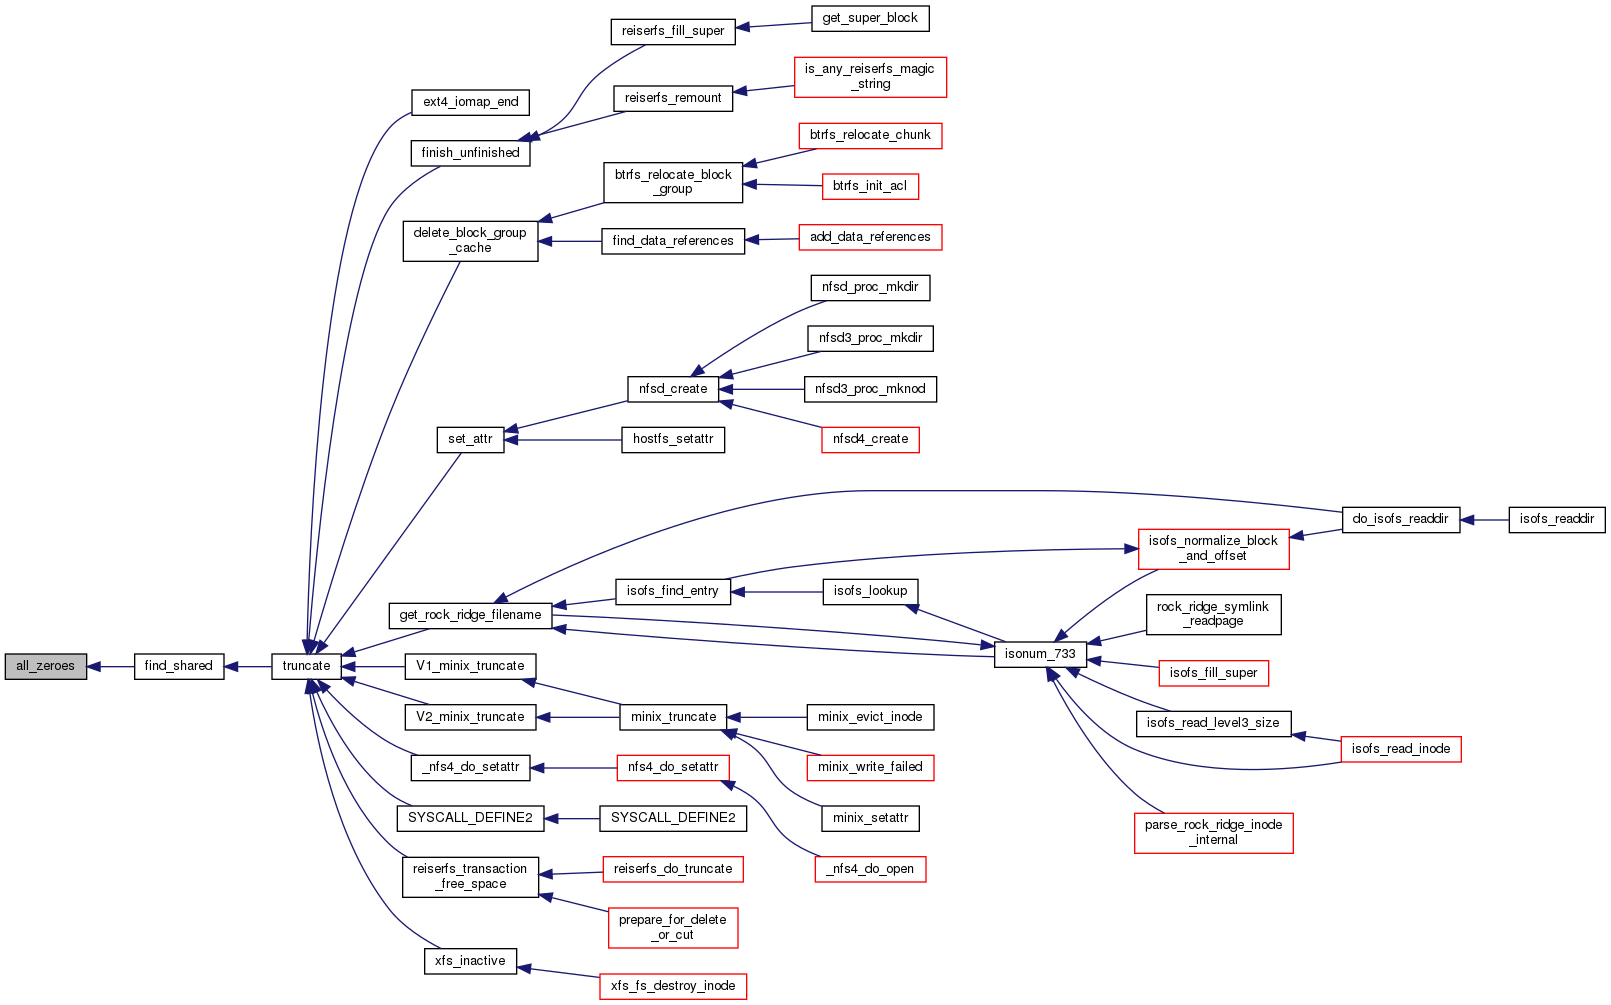 get_super_block
reiserfs_fill_super
is_any_reiserfs_magic
_string
reiserfs_remount
ext4_iomap_end
finish_unfinished
btrfs_relocate_chunk
btrfs_relocate_block
_group
btrfs_init_acl
delete_block_group
_cache
find_data_references
add_data_references
nfsd_proc_mkdir
nfsd3_proc_mkdir
nfsd_create
nfsd3_proc_mknod
set_attr
hostfs_setattr
nfsd4_create
do_isofs_readdir
isofs_readdir
isofs_normalize_block
_and_offset
isofs_find_entry
isofs_lookup
get_rock_ridge_filename
rock_ridge_symlink
_readpage
isonum_733
all_zeroes
find_shared
truncate
V1_minix_truncate
isofs_fill_super
V2_minix_truncate
minix_truncate
minix_evict_inode
isofs_read_level3_size
isofs_read_inode
_nfs4_do_setattr
nfs4_do_setattr
minix_write_failed
SYSCALL_DEFINE2
SYSCALL_DEFINE2
minix_setattr
parse_rock_ridge_inode
_internal
reiserfs_transaction
_free_space
reiserfs_do_truncate
_nfs4_do_open
prepare_for_delete
_or_cut
xfs_inactive
xfs_fs_destroy_inode